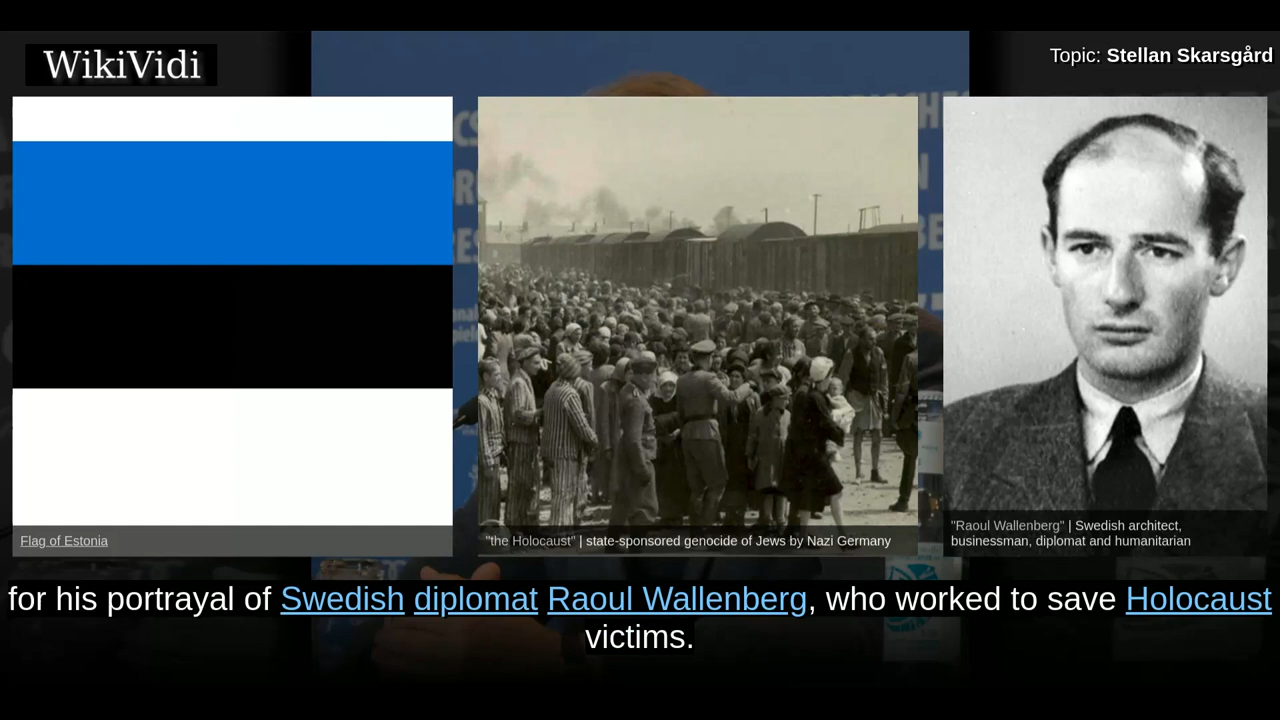 WikiVidi
Topic: Stellan Skarsgård
Flag of Estonia
"the Holocaust" | state-sponsored genocide of Jews by Nazi Germany
"Raoul Wallenberg" | Swedish architect,
businessman, diplomat and humanitarian
for his portrayal of Swedish diplomat Raoul Wallenberg, who worked to save Holocaust
victims.